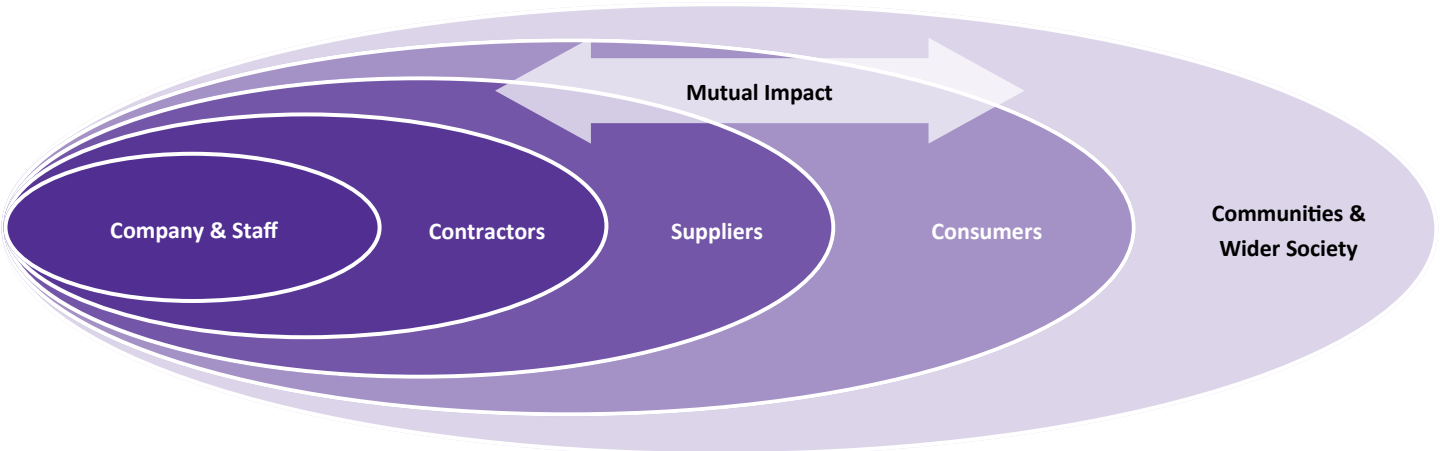 Mutual Impact
Company & Staff
Contractors
Suppliers
Consumers
Communities &
Wider Society